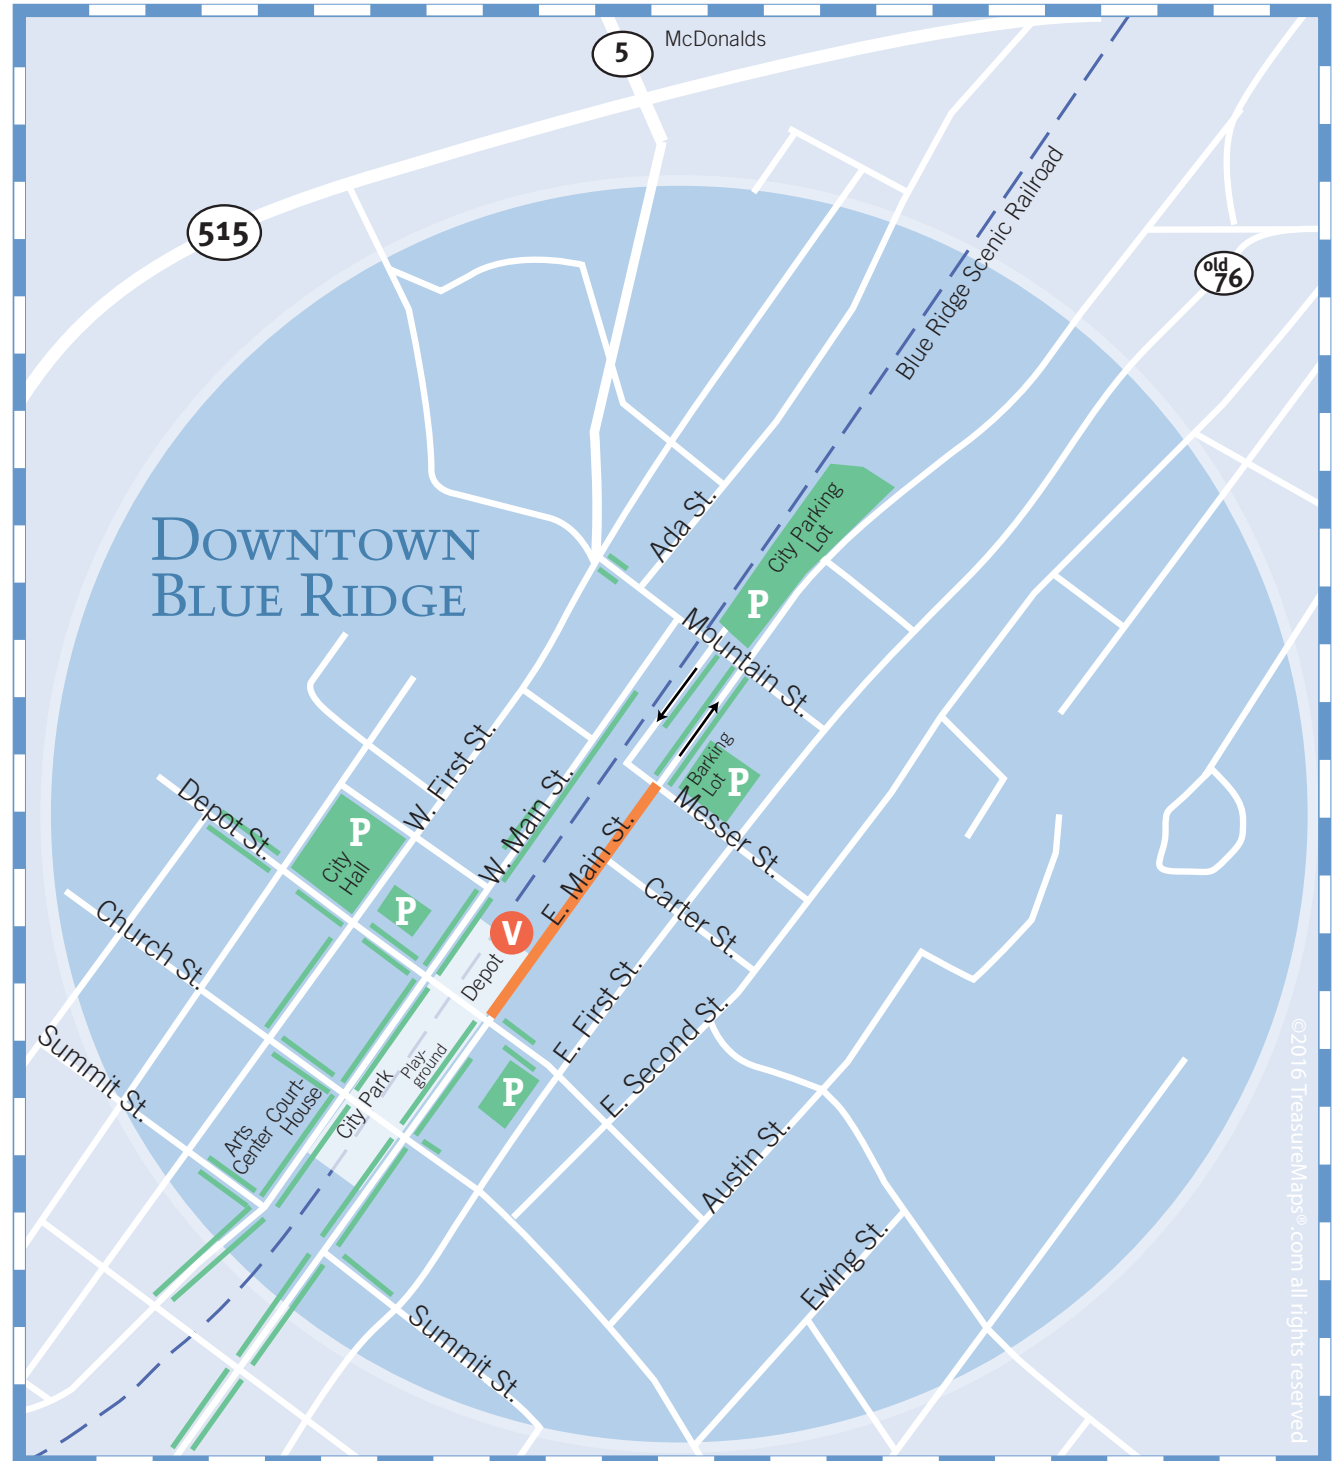 5
McDonalds
515
old
76
Blue Ridge Scenic Railroad
DOWNTOWN
BLUE RIDGE
Ada St.
City Parking
Lot
P
Mountain St.
Barking
Lot
P
Messer St.
W. First St.
W. Main St.
E. Main St.
Depot St.
P
City
Hall
P
V
Depot
Carter St.
Church St.
E. First St.
E. Second St.
Summit St.
Play-
ground
City Park
P
Court-
House
Arts
Center
Austin St.
Ewing St.
Summit St.
©2016 TreasureMaps®.com all rights reserved